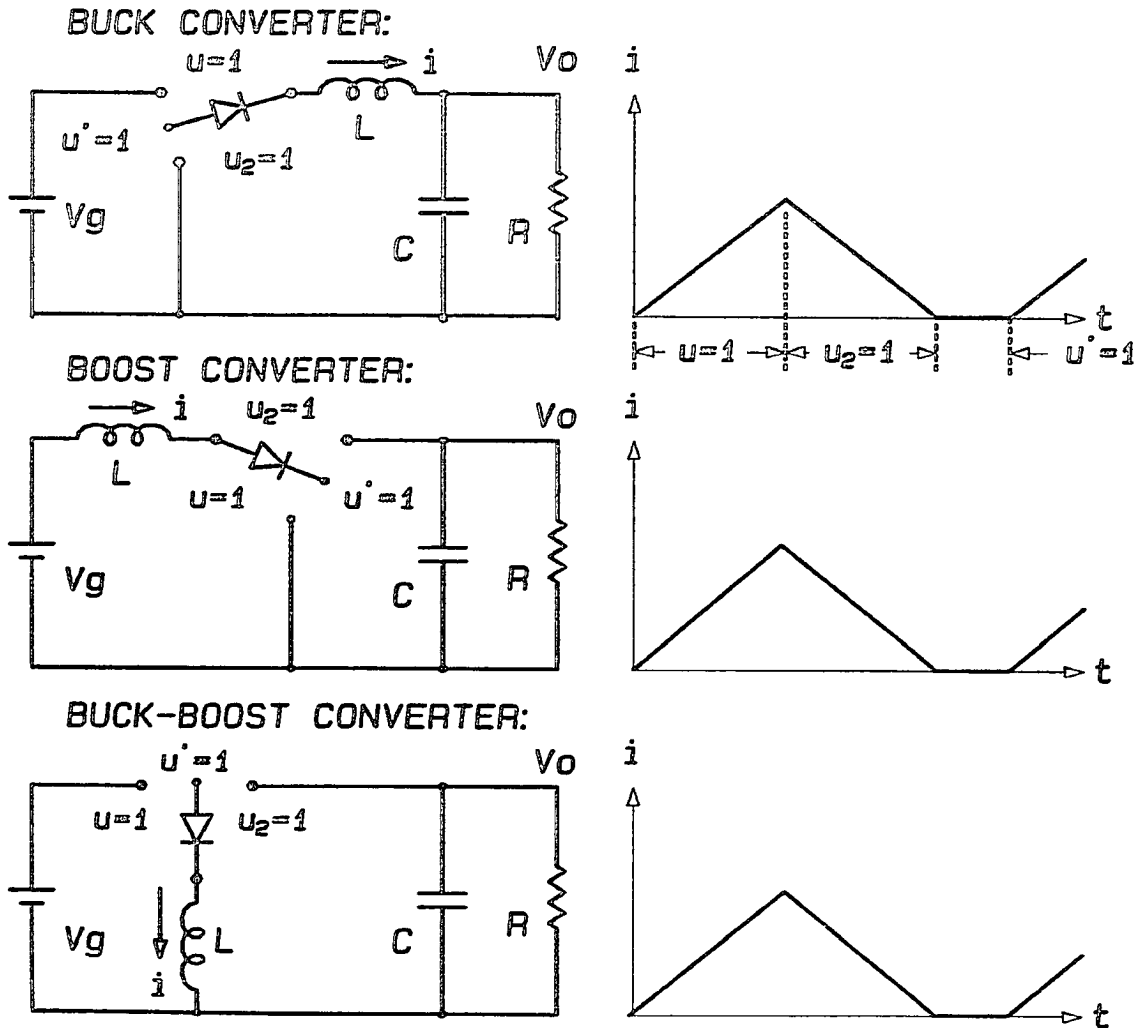 BUCK CONVERTER:
u=1
i
Vo
L
u'=1
u2=1
Vg
C
R
i
t
u=1
u2=1
u'=1
BOOST CONVERTER:
i
u2=1
Vo
L
u=1
u'=1
Vg
C
R
i
t
BUCK-BOOST CONVERTER:
u'=1
Vo
u=1
u2=1
Vg
L
i
C
R
i
t